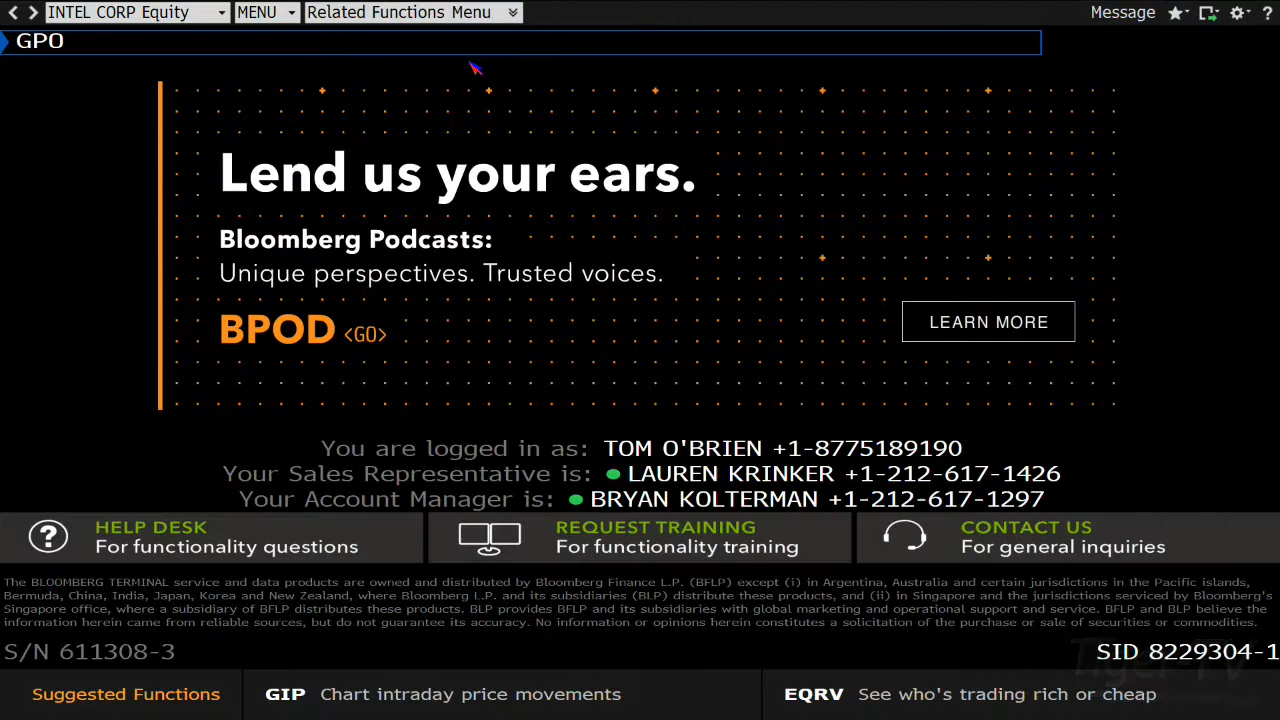 INTEL CORP Equity MENU Related Functions Menu Message ?
GPO
Lend us your ears.
Bloomberg Podcasts:
Unique perspectives. Trusted voices.
BPOD <GO>
LEARN MORE
You are logged in as: TOM O'BRIEN +1-8775189190
Your Sales Representative is: LAUREN KRINKER +1-212-617-1426
Your Account Manager is: BRYAN KOLTERMAN +1-212-617-1297
? HELP DESK
For functionality questions
REQUEST TRAINING
For functionality training
CONTACT US
For general inquiries
The BLOOMBERG TERMINAL service and data products are owned and distributed by Bloomberg Finance L.P. (BFLP) except (i) in Argentina, Australia and certain jurisdictions in the Pacific islands,
Bermuda, China, India, Japan, Korea and New Zealand, where Bloomberg L.P. and its subsidiaries (BLP) distribute these products, and (ii) in Singapore and the jurisdictions serviced by Bloomberg's
Singapore office, where a subsidiary of BFLP distributes these products. BLP provides BFLP and its subsidiaries with global marketing and operational support and service. BFLP and BLP believe the
information herein came from reliable sources, but do not guarantee its accuracy. No information or opinions herein constitutes a solicitation of the purchase or sale of securities or commodities.
S/N 611308-3 SID 8229304-1
Suggested Functions GIP Chart intraday price movements EQRV See who's trading rich or cheap